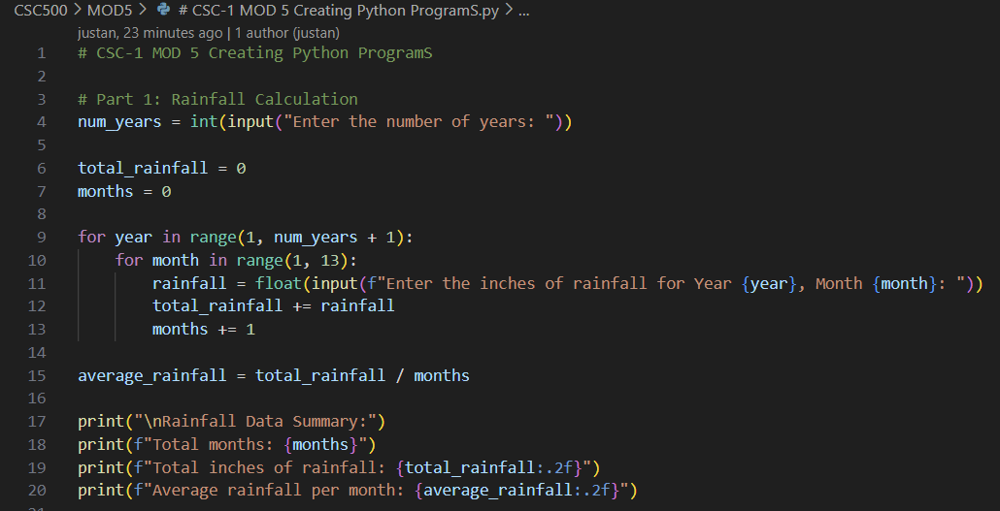 CSC500 > MOD5 > # CSC-1 MOD 5 Creating Python ProgramS.py > ...
justan, 23 minutes ago | 1 author (justan)
1 # CSC-1 MOD 5 Creating Python ProgramS
2
3 # Part 1: Rainfall Calculation
4 num_years = int(input("Enter the number of years: "))
5
6 total_rainfall = 0
7 months = 0
8
9 for year in range(1, num_years + 1):
10     for month in range(1, 13):
11         rainfall = float(input(f"Enter the inches of rainfall for Year {year}, Month {month}: "))
12         total_rainfall += rainfall
13         months += 1
14
15 average_rainfall = total_rainfall / months
16
17 print("\nRainfall Data Summary:")
18 print(f"Total months: {months}")
19 print(f"Total inches of rainfall: {total_rainfall:.2f}")
20 print(f"Average rainfall per month: {average_rainfall:.2f}")